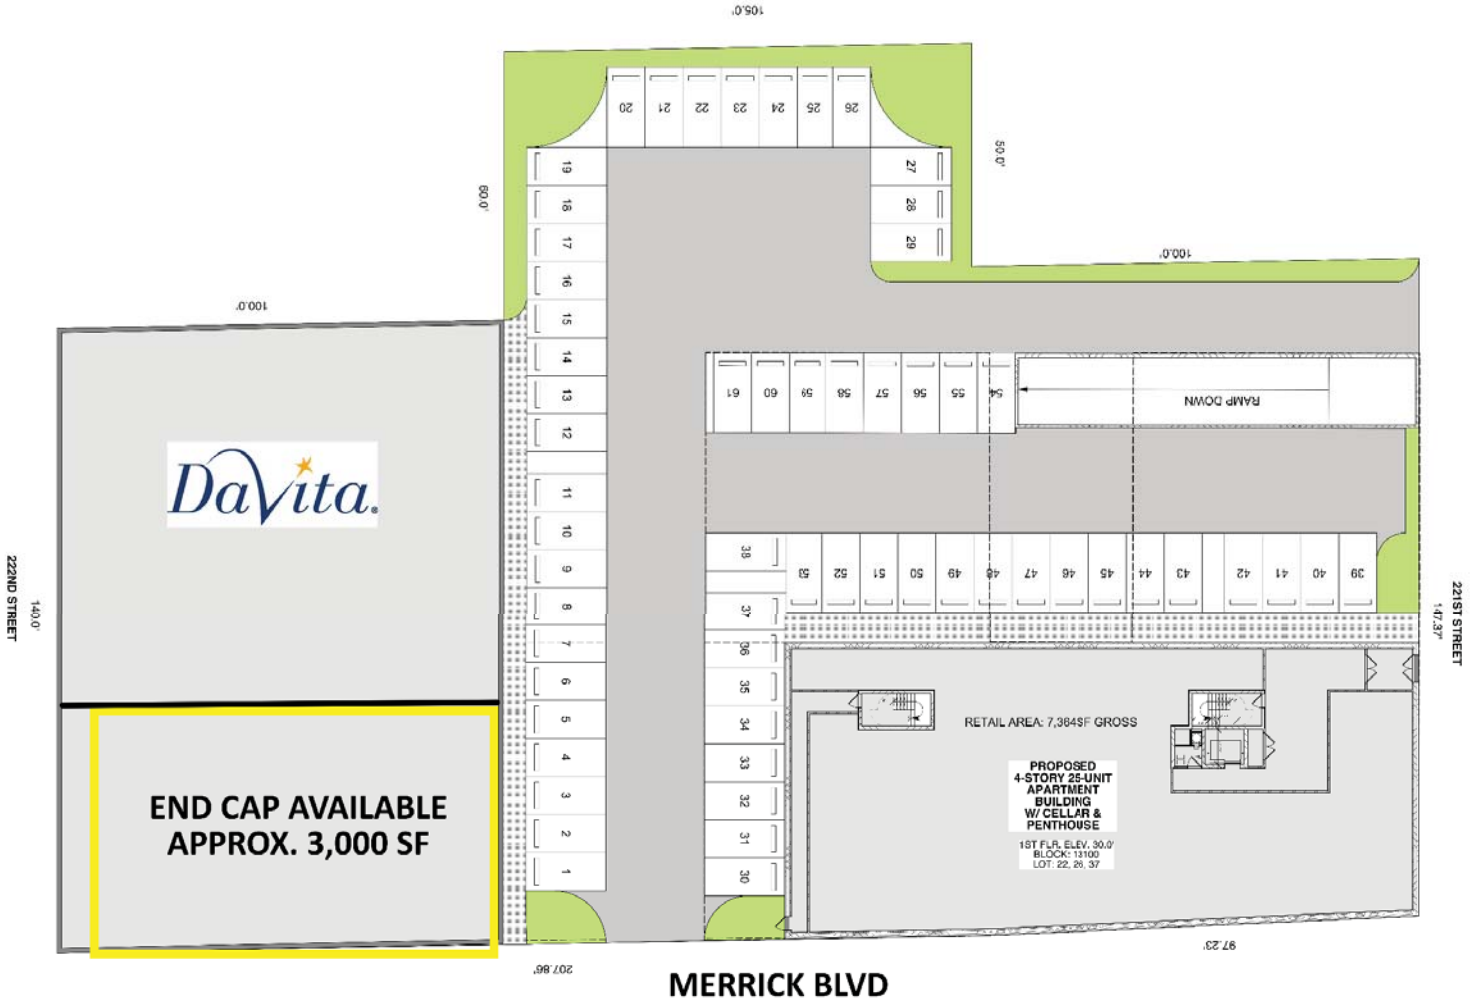 105.0'
20 21 22 23 24 25 26
50.0'
60.0'
19
18
17
16
15
14
13
12
11
10
9
8
7
6
5
4
3
2
1
27
28
29
100.0'
100.0'
61 60 59 58 57 56 55 54
RAMP DOWN
DaVita.
38
37
36
35
34
33
32
31
30
53 52 51 50 49 48 47 46 45 44 43 42 41 40 39
222ND STREET
140.0'
221ST STREET
147.37'
RETAIL AREA: 7,364SF GROSS
PROPOSED
4-STORY 25-UNIT
APARTMENT
BUILDING
W/ CELLAR &
PENTHOUSE
1ST FLR. ELEV. 30.0'
BLOCK: 13100
LOT: 22, 26, 37
END CAP AVAILABLE
APPROX. 3,000 SF
97.23'
207.86'
MERRICK BLVD